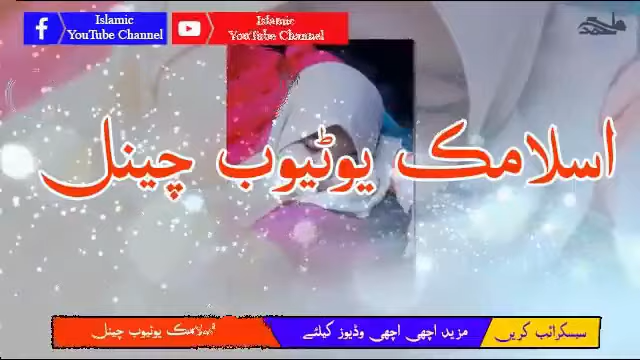 Islamic
YouTube Channel
Islamic
YouTube Channel
اسلامک یوٹیوب چینل
سبسکرائب کریں
مزید اچھی اچھی وڈیوز کیلئے
اسلامک یوٹیوب چینل